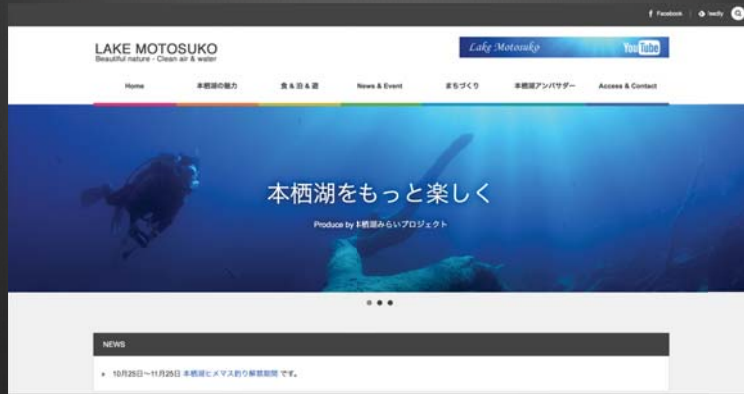 Facebook
feedly
LAKE MOTOSUKO
Beautiful nature - Clean air & water
Lake Motosuko
YouTube
Home
本栖湖の魅力
食 & 泊 & 遊
News & Event
まちづくり
本栖湖アンバサダー
Access & Contact
本栖湖をもっと楽しく
Produce by 本栖湖みらいプロジェクト
NEWS
10月25日〜11月25日 本栖湖ヒメマス釣り解禁期間 です。